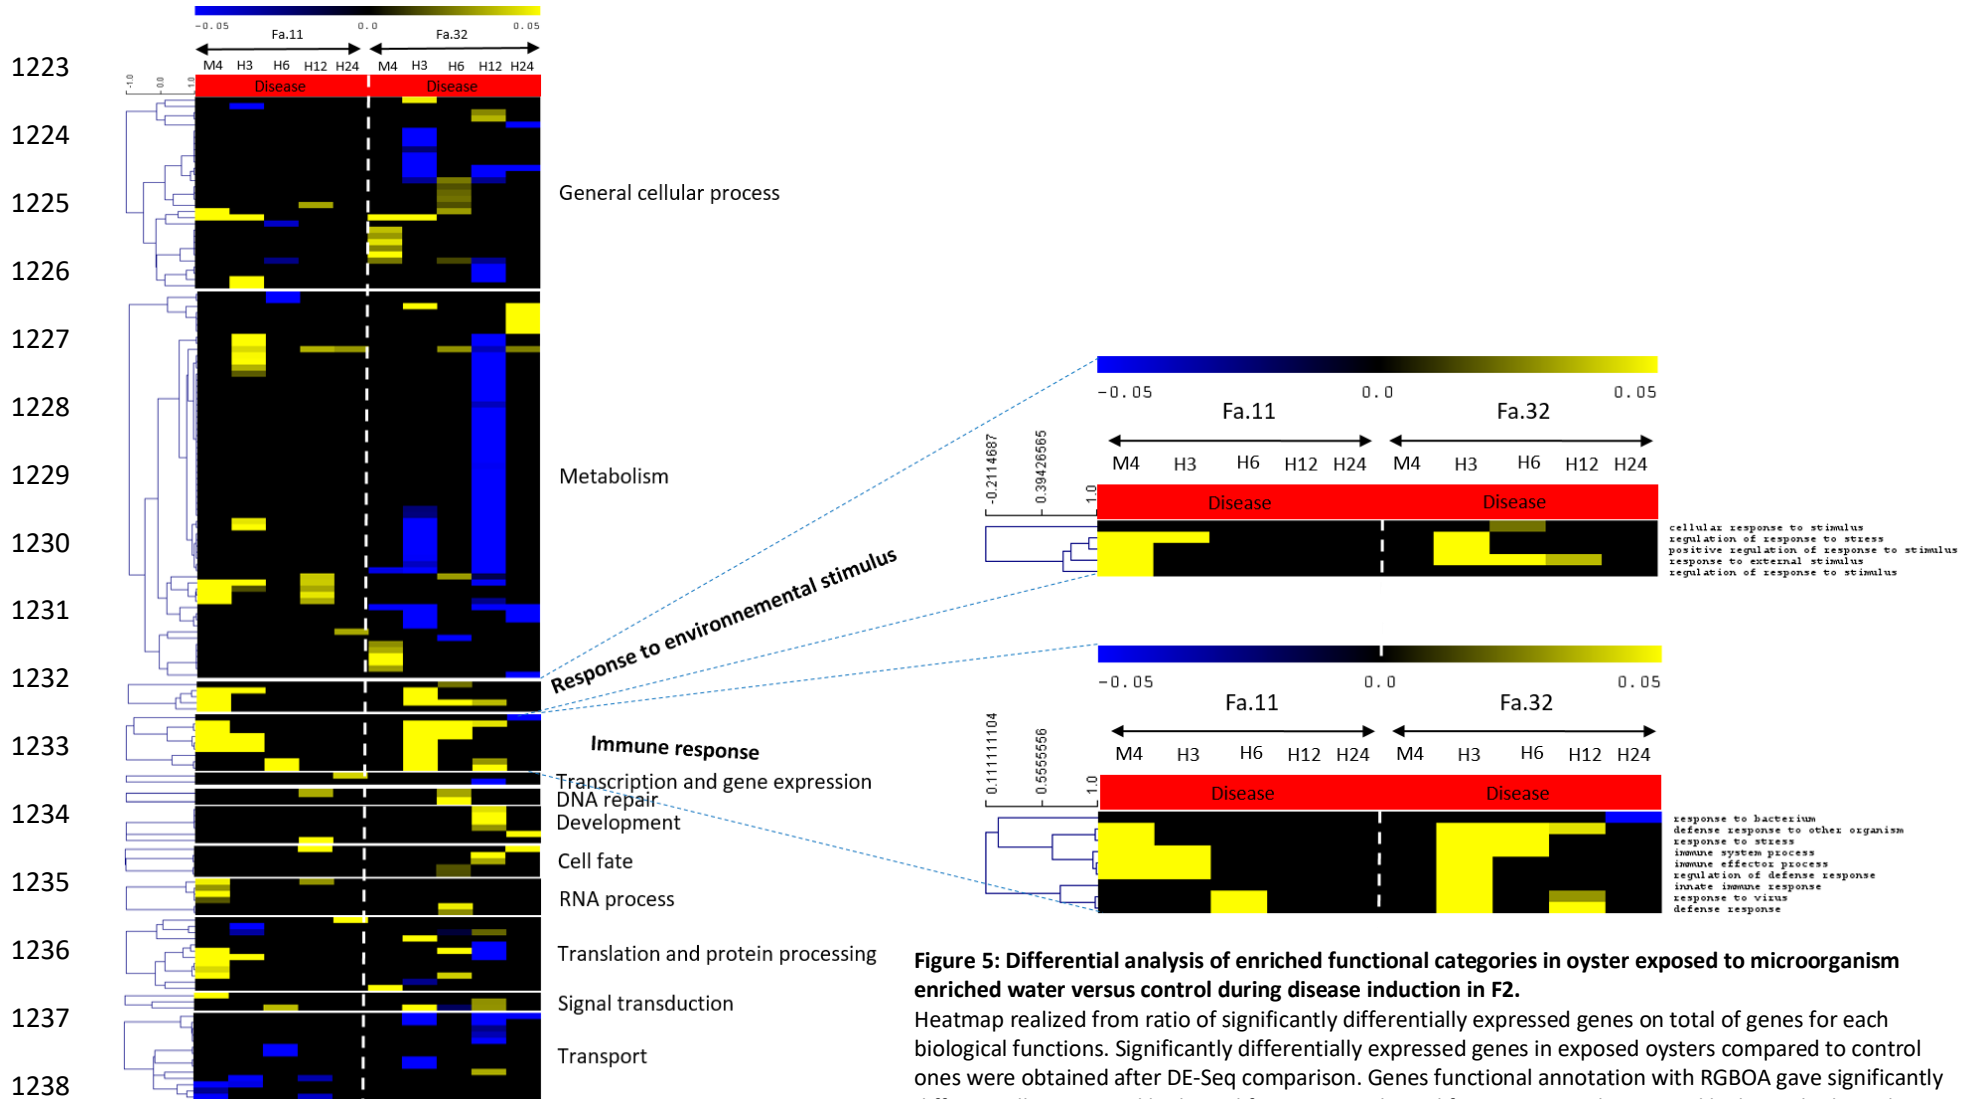 -0.05 0.0 0.05
Fa.11 Fa.32
M4 H3 H6 H12 H24 M4 H3 H6 H12 H24
-1.0 0.0 1.0
Disease Disease
1223
1224
1225
1226
1227
1228
1229
1230
1231
1232
1233
1234
1235
1236
1237
1238
General cellular process
Metabolism
Response to environnemental stimulus
Immune response
Transcription and gene expression
DNA repair
Development
Cell fate
RNA process
Translation and protein processing
Signal transduction
Transport
-0.05 0.0 0.05
Fa.11 Fa.32
M4 H3 H6 H12 H24 M4 H3 H6 H12 H24
-0.2114687 0.39426565 1.0
Disease Disease
cellular response to stimulus
regulation of response to stress
positive regulation of response to stimulus
response to external stimulus
regulation of response to stimulus
-0.05 0.0 0.05
Fa.11 Fa.32
M4 H3 H6 H12 H24 M4 H3 H6 H12 H24
0.111111104 0.5555556 1.0
Disease Disease
response to bacterium
defense response to other organism
response to stress
immune system process
immune effector process
regulation of defense response
innate immune response
response to virus
defense response
Figure 5: Differential analysis of enriched functional categories in oyster exposed to microorganism
enriched water versus control during disease induction in F2.
Heatmap realized from ratio of significantly differentially expressed genes on total of genes for each
biological functions. Significantly differentially expressed genes in exposed oysters compared to control
ones were obtained after DE-Seq comparison. Genes functional annotation with RGBOA gave significantly